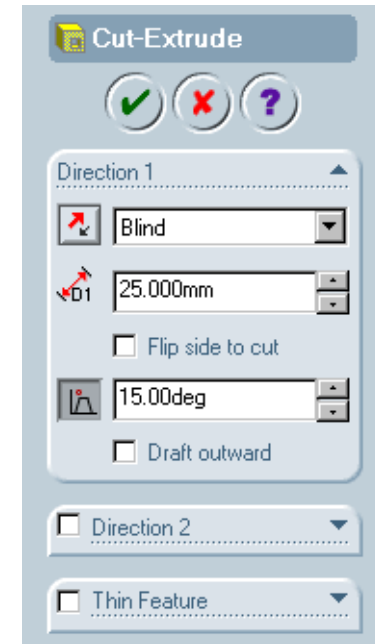 Cut-Extrude
?
Direction 1
Blind
D1
25.000mm
Flip side to cut
15.00deg
Draft outward
Direction 2
Thin Feature